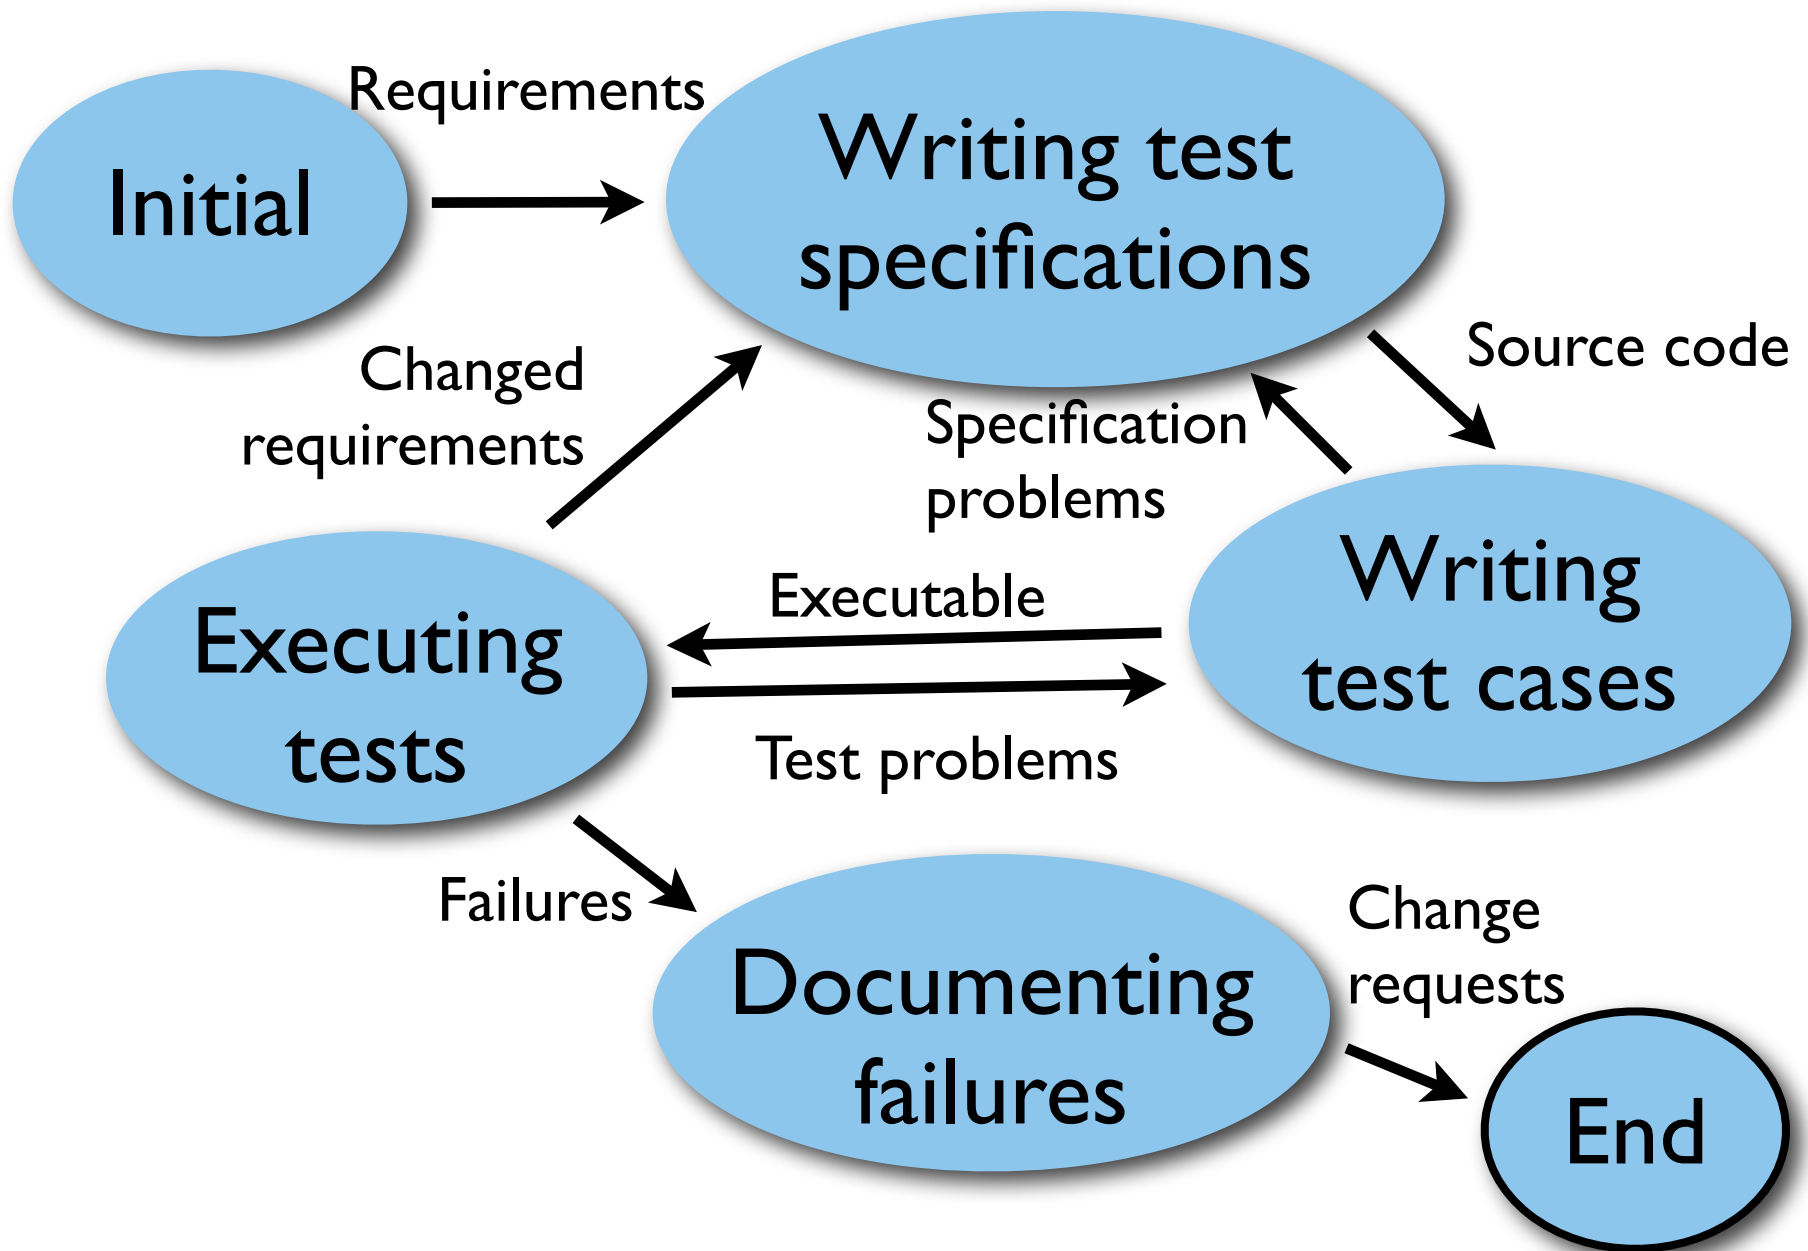 Requirements
Initial
Writing test
specifications
Changed
requirements
Source code
Specification
problems
Executable
Writing
test cases
Executing
tests
Test problems
Failures
Change
requests
Documenting
failures
End